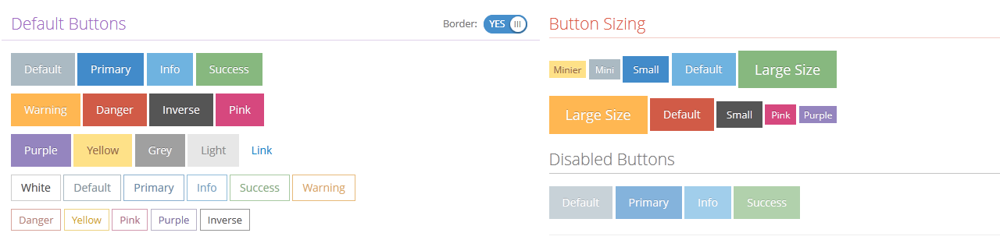 Default Buttons
Border: YES
Default Primary Info Success
Warning Danger Inverse Pink
Purple Yellow Grey Light Link
White Default Primary Info Success Warning
Danger Yellow Pink Purple Inverse
Button Sizing
Minier Mini Small Default Large Size
Large Size Default Small Pink Purple
Disabled Buttons
Default Primary Info Success